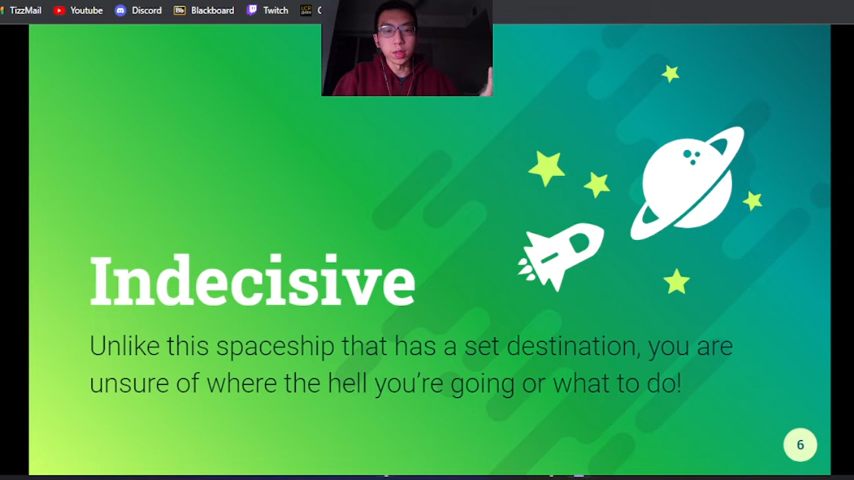 TizzMail Youtube Discord Blackboard Twitch
Indecisive
Unlike this spaceship that has a set destination, you are
unsure of where the hell you're going or what to do!
6